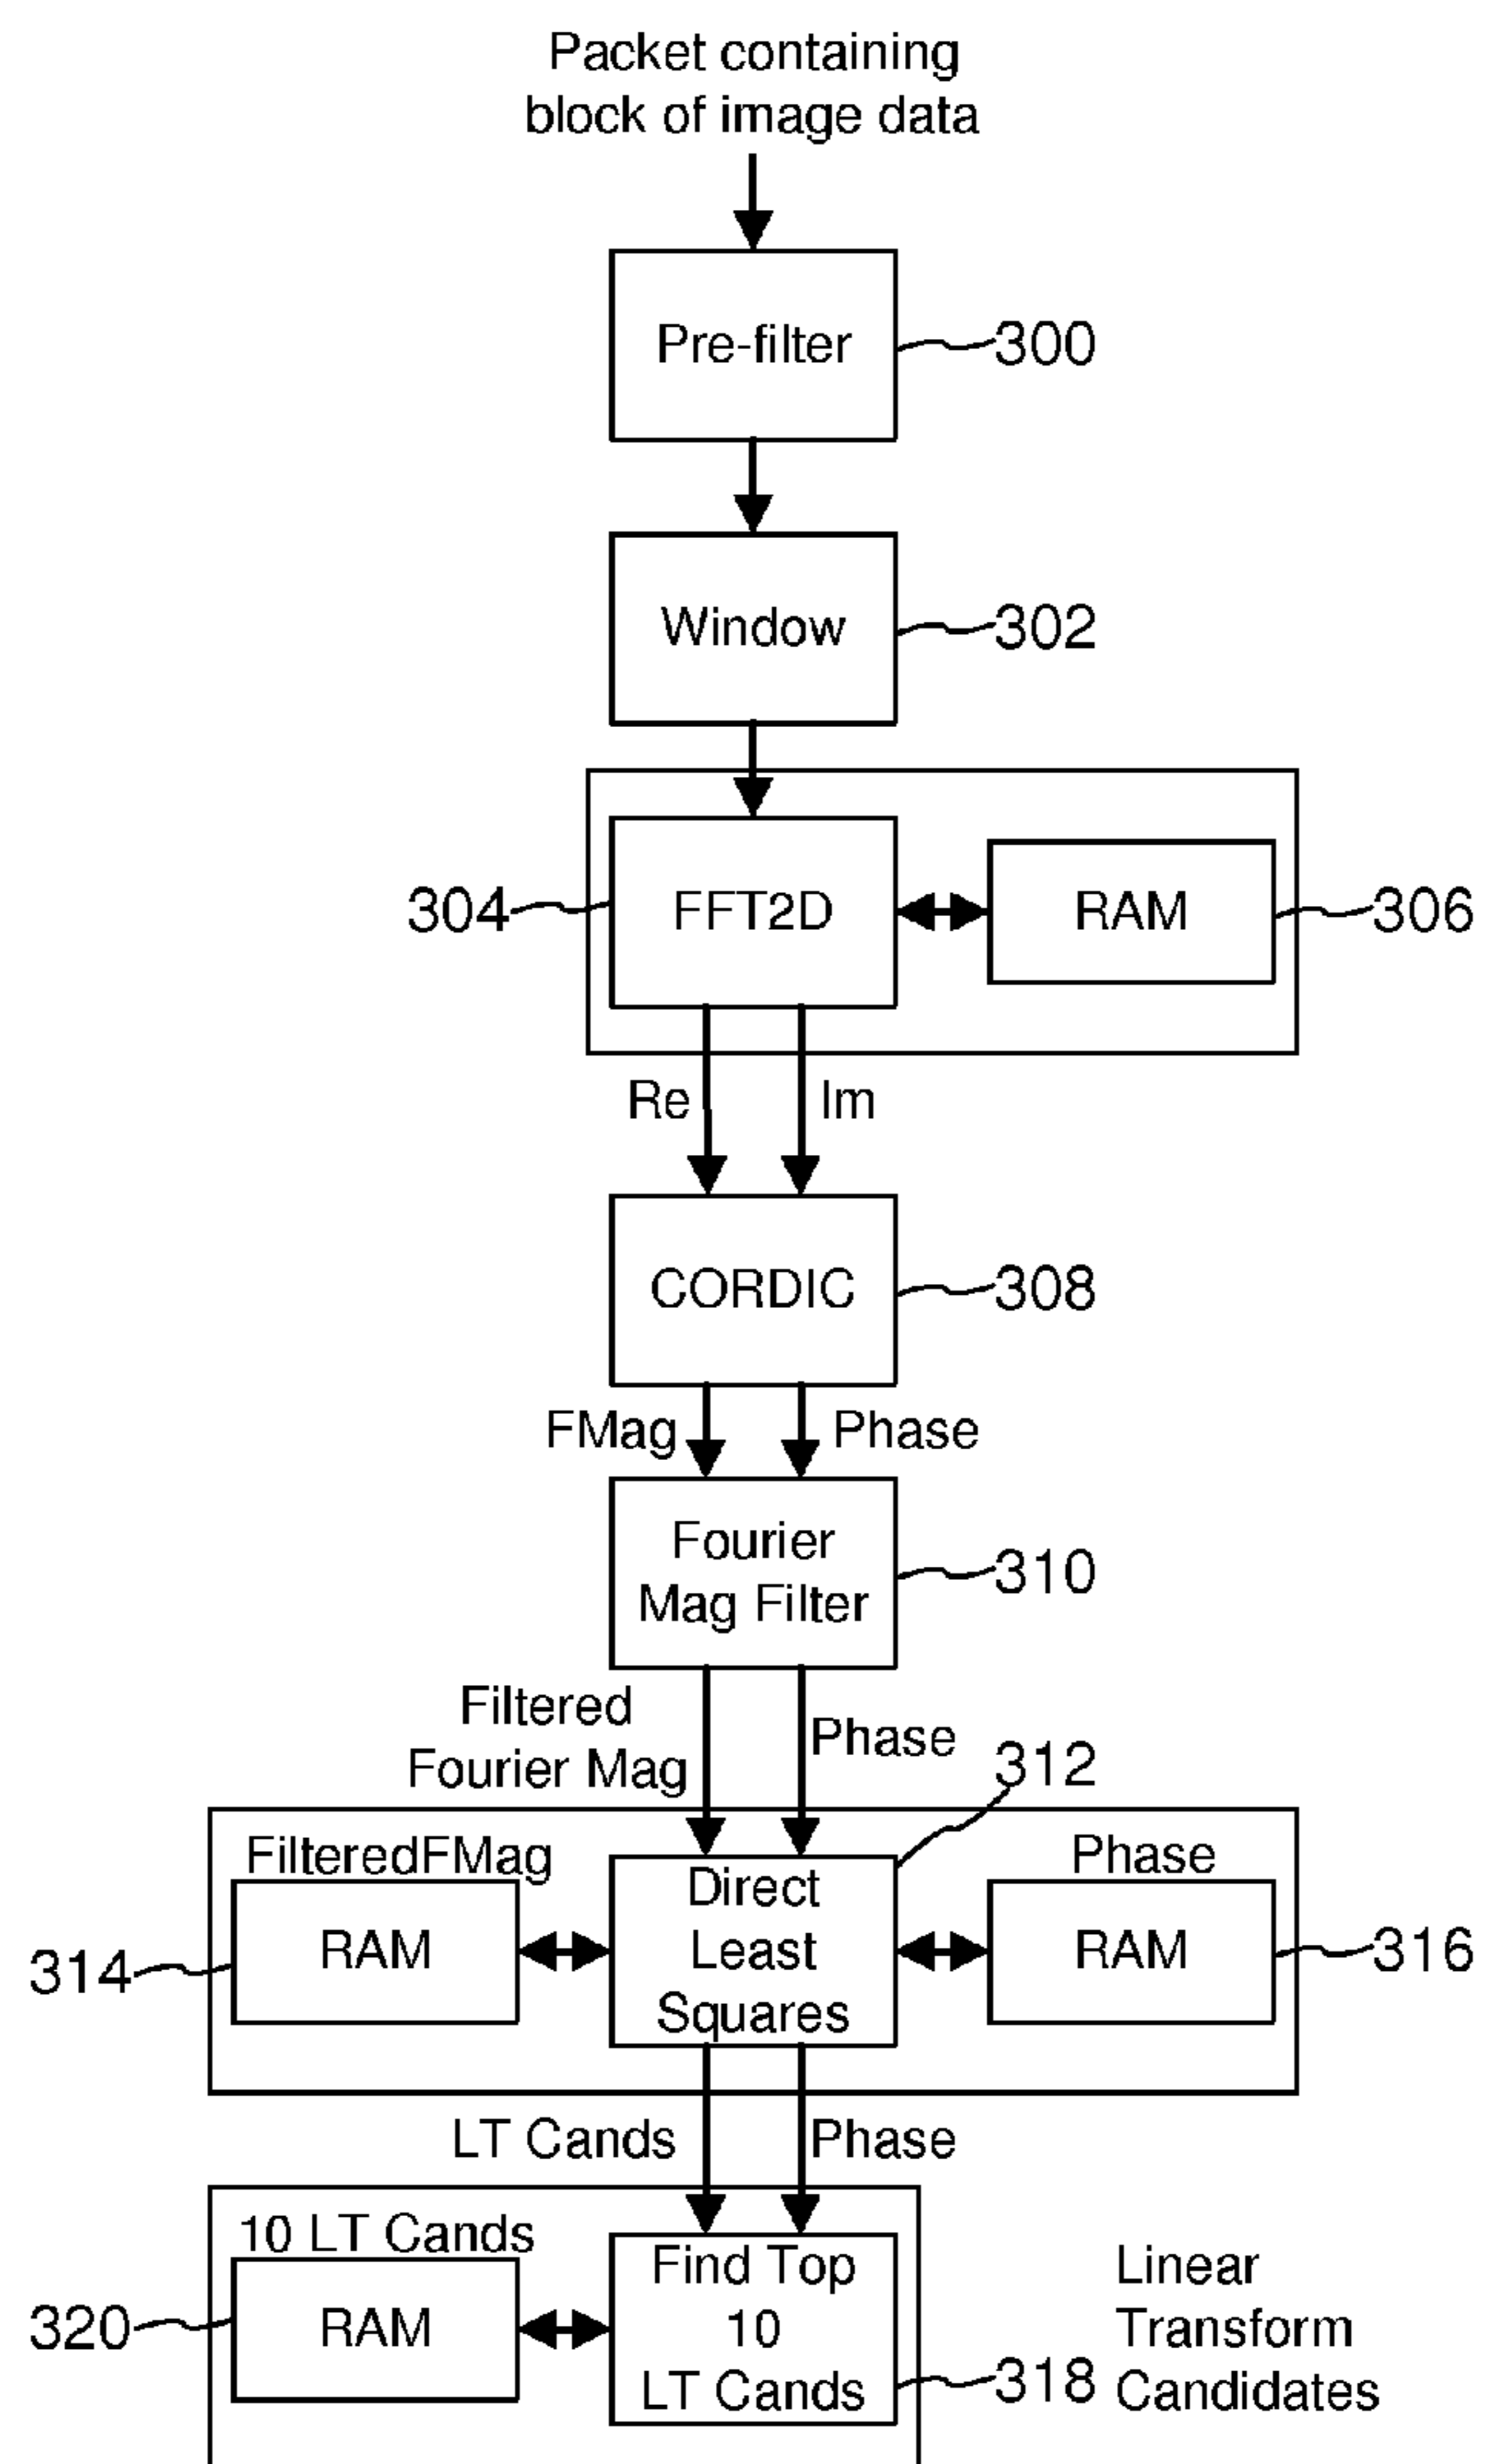 Packet containing
block of image data
Pre-filter
300
Window
302
304
FFT2D
RAM
306
Re
Im
CORDIC
308
FMag
Phase
Fourier
Mag Filter
310
Filtered
Fourier Mag
Phase
312
FilteredFMag
Phase
314
RAM
Direct
Least
Squares
RAM
316
LT Cands
Phase
10 LT Cands
320
RAM
Find Top
10
LT Cands
318
Linear
Transform
Candidates